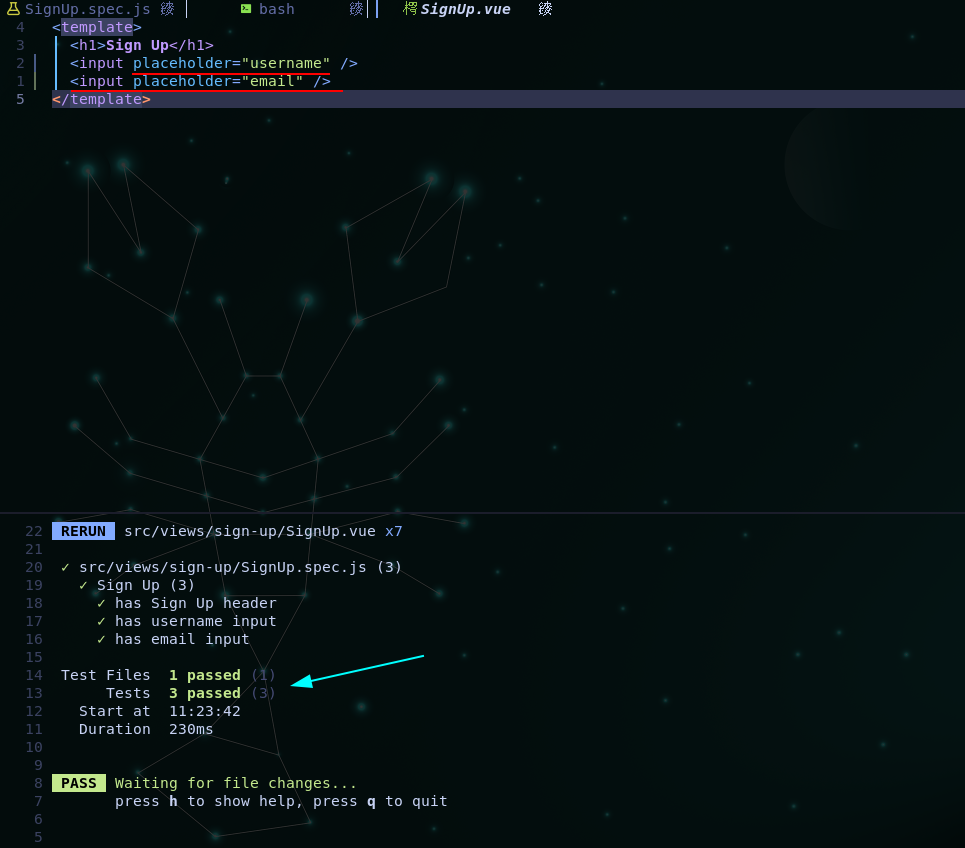 SignUp.spec.js bash SignUp.vue
4 <template>
3 <h1>Sign Up</h1>
2 <input placeholder="username" />
1 <input placeholder="email" />
5 </template>
22 RERUN src/views/sign-up/SignUp.vue x7
21
20 ✓ src/views/sign-up/SignUp.spec.js (3)
19 ✓ Sign Up (3)
18 ✓ has Sign Up header
17 ✓ has username input
16 ✓ has email input
15
14 Test Files 1 passed (1)
13 Tests 3 passed (3)
12 Start at 11:23:42
11 Duration 230ms
10
9
8 PASS Waiting for file changes...
7 press h to show help, press q to quit
6
5